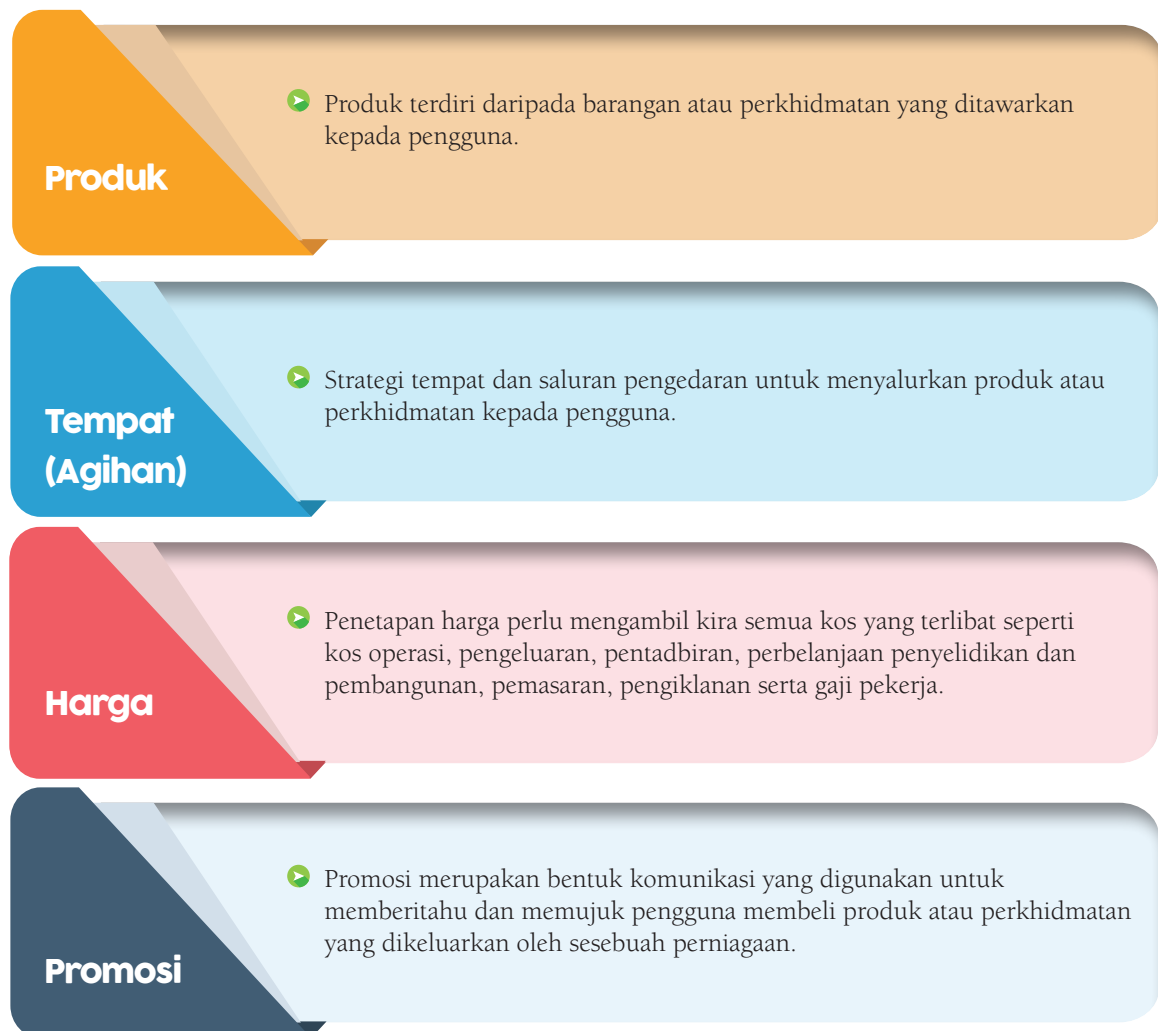 Produk
Produk terdiri daripada barangan atau perkhidmatan yang ditawarkan
kepada pengguna.
Tempat
(Agihan)
Strategi tempat dan saluran pengedaran untuk menyalurkan produk atau
perkhidmatan kepada pengguna.
Harga
Penetapan harga perlu mengambil kira semua kos yang terlibat seperti
kos operasi, pengeluaran, pentadbiran, perbelanjaan penyelidikan dan
pembangunan, pemasaran, pengiklanan serta gaji pekerja.
Promosi
Promosi merupakan bentuk komunikasi yang digunakan untuk
memberitahu dan memujuk pengguna membeli produk atau perkhidmatan
yang dikeluarkan oleh sesebuah perniagaan.